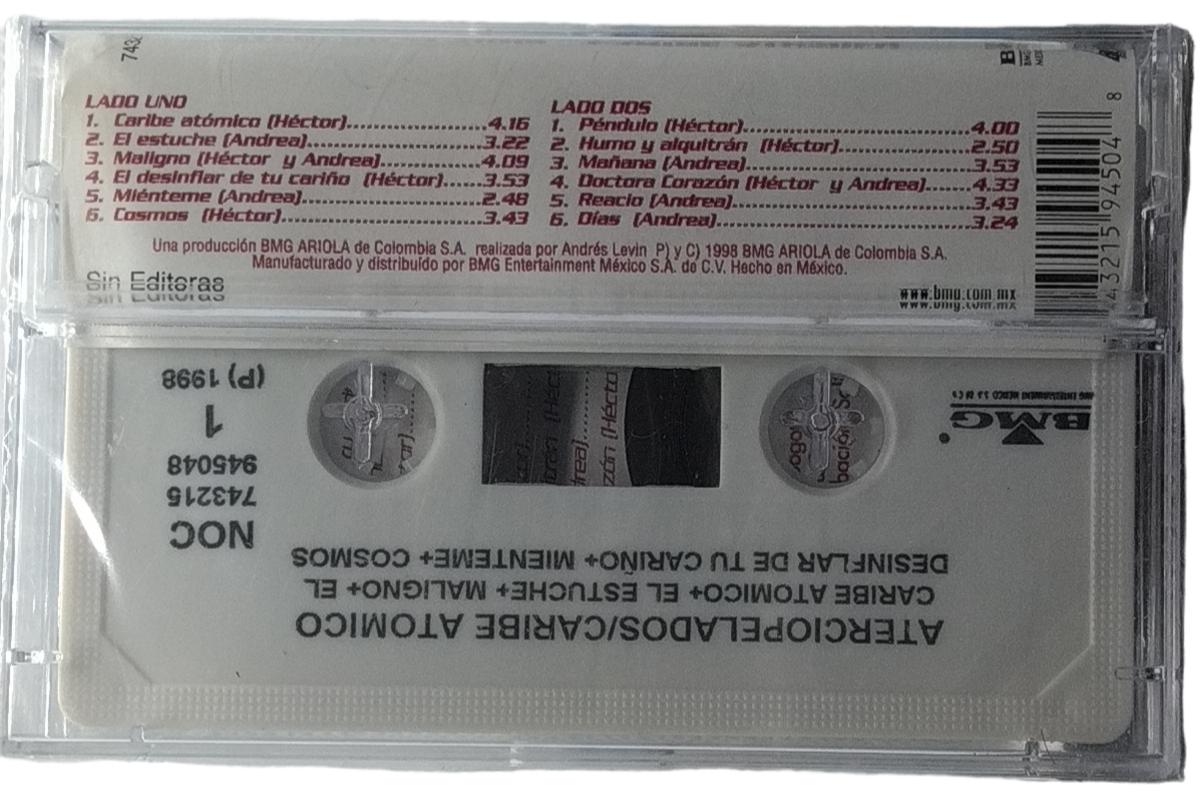 LADO UNO
1. Caribe atómico (Héctor)........................4.16
2. El estuche (Andrea)..............................3.22
3. Maligno (Héctor y Andrea)..................4.09
4. El desinflar de tu cariño (Héctor)......3.53
5. Miénteme (Andrea)...............................2.48
6. Cosmos (Héctor)...................................3.43
LADO DOS
1. Péndulo (Héctor)......................................4.00
2. Humo y alquitrán (Héctor)......................2.50
3. Mañana (Andrea).....................................3.53
4. Doctora Corazón (Héctor y Andrea)......4.33
5. Reacio (Andrea).......................................3.43
6. Días (Andrea)..........................................3.24
Una producción BMG ARIOLA de Colombia S.A. realizada por Andrés Levin P) y C) 1998 BMG ARIOLA de Colombia S.A.
Manufacturado y distribuído por BMG Entertainment México S.A. de C.V. Hecho en México.
Sin Editoras
www.bmg.com.mx
43215 94504 8
ATERCIOPELADOS/CARIBE ATOMICO
CARIBE ATOMICO+ EL ESTUCHE+ MALIGNO+ EL
DESINFLAR DE TU CARIÑO+ MIENTEME+ COSMOS
NOC
743215
945048
1
(P) 1998
BMG
BMG ENTERTAINMENT MEXICO S.A. DE C.V.